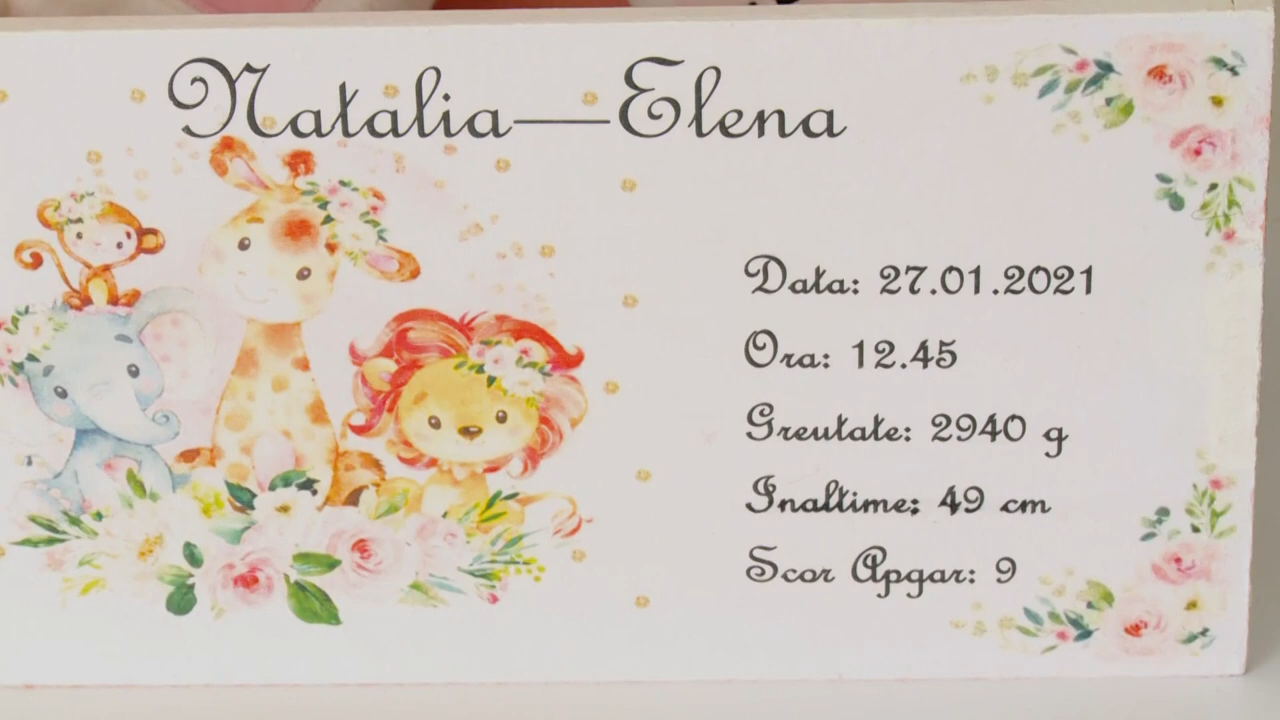 Natalia—Elena
Data: 27.01.2021
Ora: 12.45
Greutate: 2940 g
Inaltime: 49 cm
Scor Apgar: 9